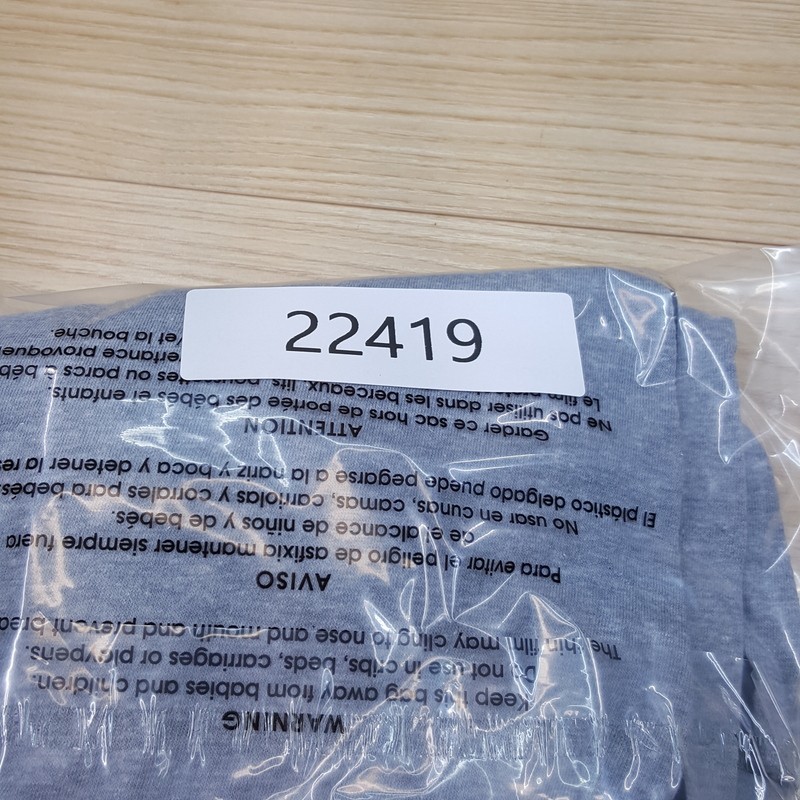 22419
WARNING
Keep this bag away from babies and children.
Do not use in cribs, beds, carriages or playpens.
The thin film may cling to nose and mouth and prevent brea
AVISO
Para evitar el peligro de asfixia mantener siempre fuera
de el alcance de niños y de bebés.
No usar en cunas, camas, carriolas y corrales para bebés.
El plástico delgado puede pegarse a la nariz y boca y detener la res
ATTENTION
Garder ce sac hors de portée des bébés et enfants.
Ne pas utiliser dans les berceaux, lits, poussettes ou parcs à bébé
Le film
et la bouche.